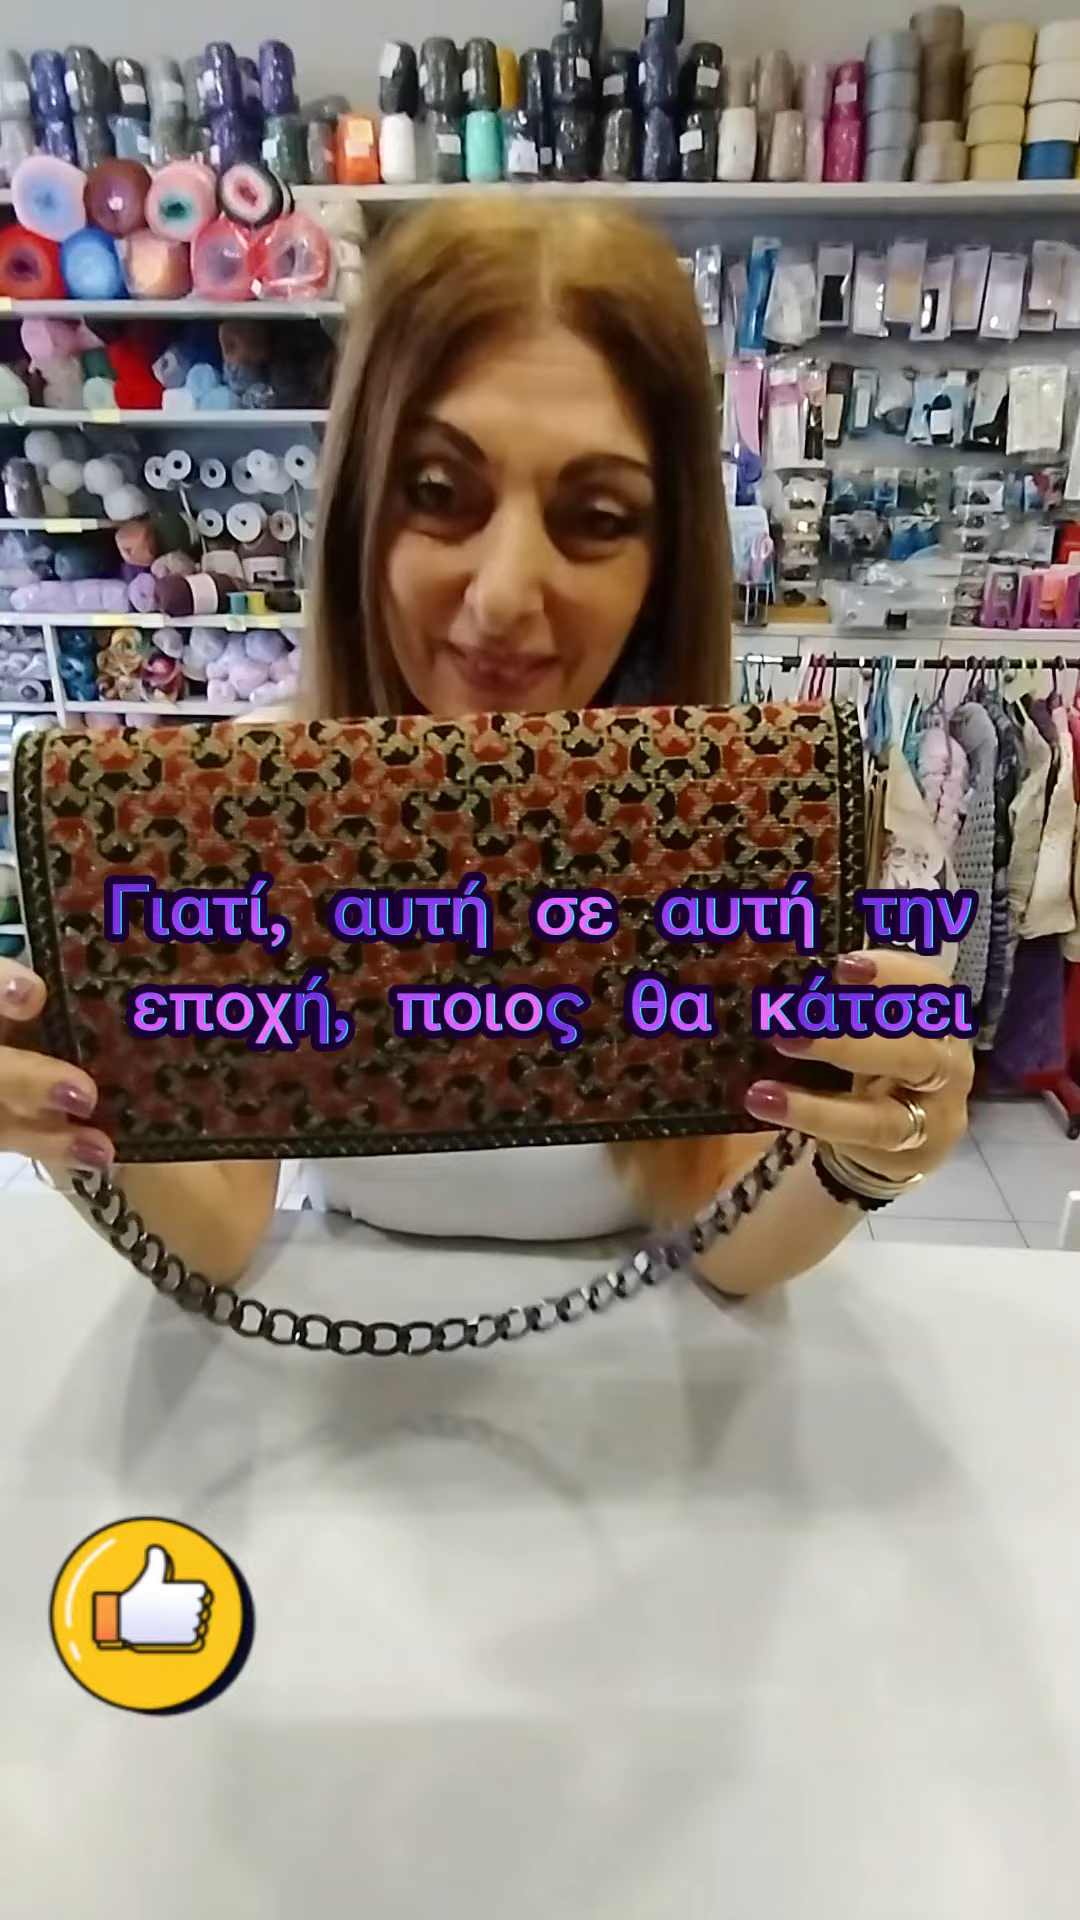 Γιατί, αυτή σε αυτή την
εποχή, ποιος θα κάτσει